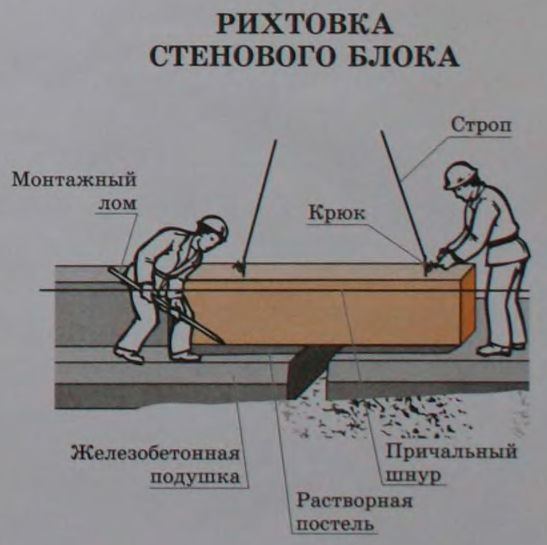 РИХТОВКА
СТЕНОВОГО БЛОКА
Строп
Монтажный
лом
Крюк
Железобетонная
подушка
Причальный
шнур
Растворная
постель